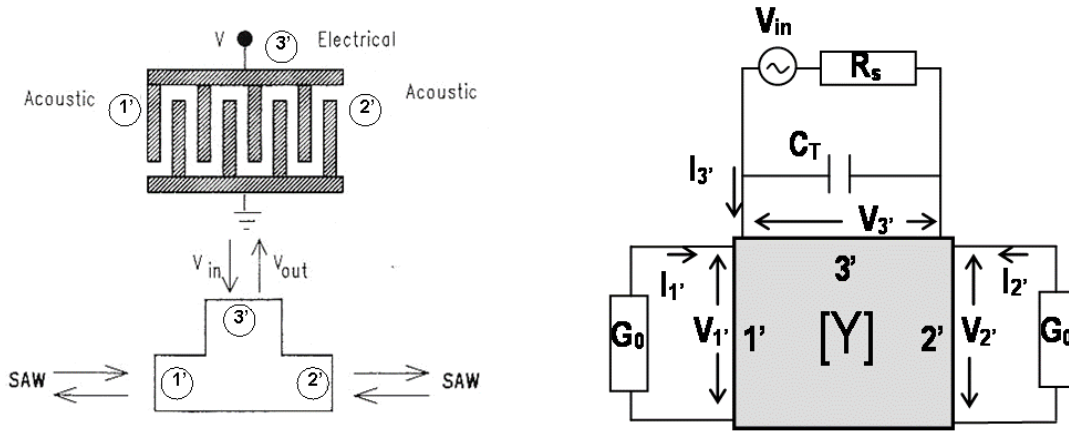 V 3' Electrical
Acoustic 1' 2' Acoustic
V in V out
3'
SAW 1' 2' SAW
V in
R s
C T
I 3'
V 3'
I 1' 3' I 2'
G 0 V 1' 1' [Y] 2' V 2' G 0